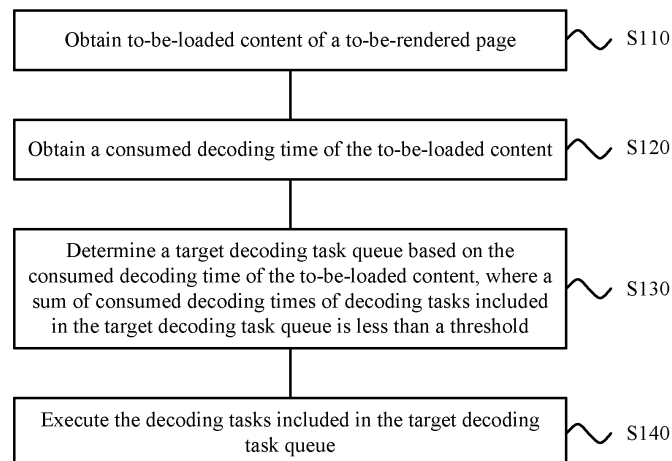 Obtain to-be-loaded content of a to-be-rendered page
S110
Obtain a consumed decoding time of the to-be-loaded content
S120
Determine a target decoding task queue based on the
consumed decoding time of the to-be-loaded content, where a
sum of consumed decoding times of decoding tasks included
in the target decoding task queue is less than a threshold
S130
Execute the decoding tasks included in the target decoding
task queue
S140